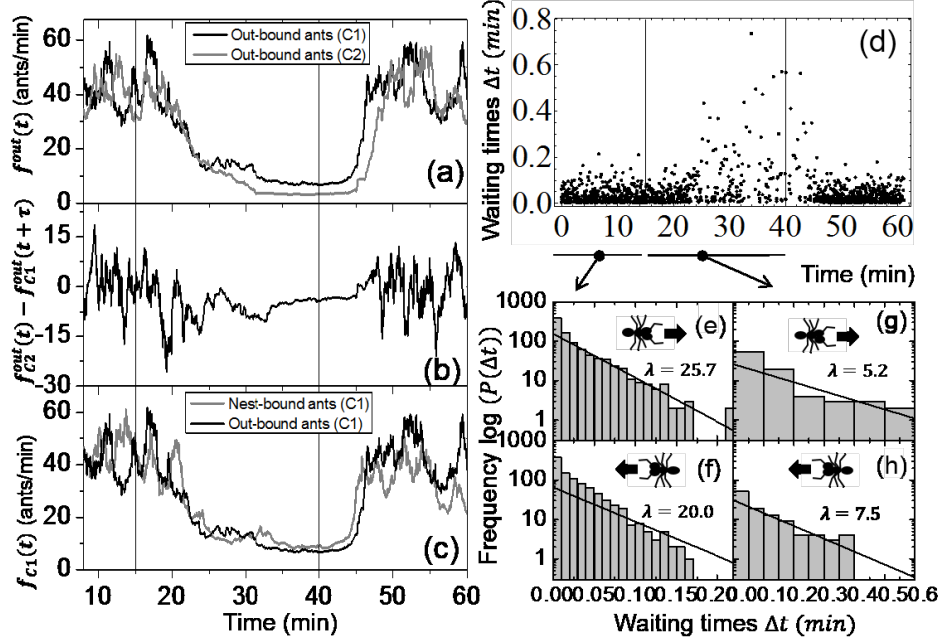 60
40
20
0
f^out(t) (ants/min)
Out-bound ants (C1)
Out-bound ants (C2)
(a)
15
0
-15
-30
f^out_C2(t) − f^out_C1(t + τ)
(b)
60
40
20
0
f_C1(t) (ants/min)
Nest-bound ants (C1)
Out-bound ants (C1)
(c)
10 20 30 40 50 60
Time (min)
0.8
0.6
0.4
0.2
0.0
Waiting times Δt (min)
(d)
0 10 20 30 40 50 60
Time (min)
Frequency log (P(Δt))
1000
100
10
1
(e)
λ = 25.7
(g)
λ = 5.2
1000
100
10
1
(f)
λ = 20.0
(h)
λ = 7.5
0.00 0.05 0.10 0.15 0.20
0.0 0.1 0.2 0.3 0.4 0.5 0.6
Waiting times Δt (min)